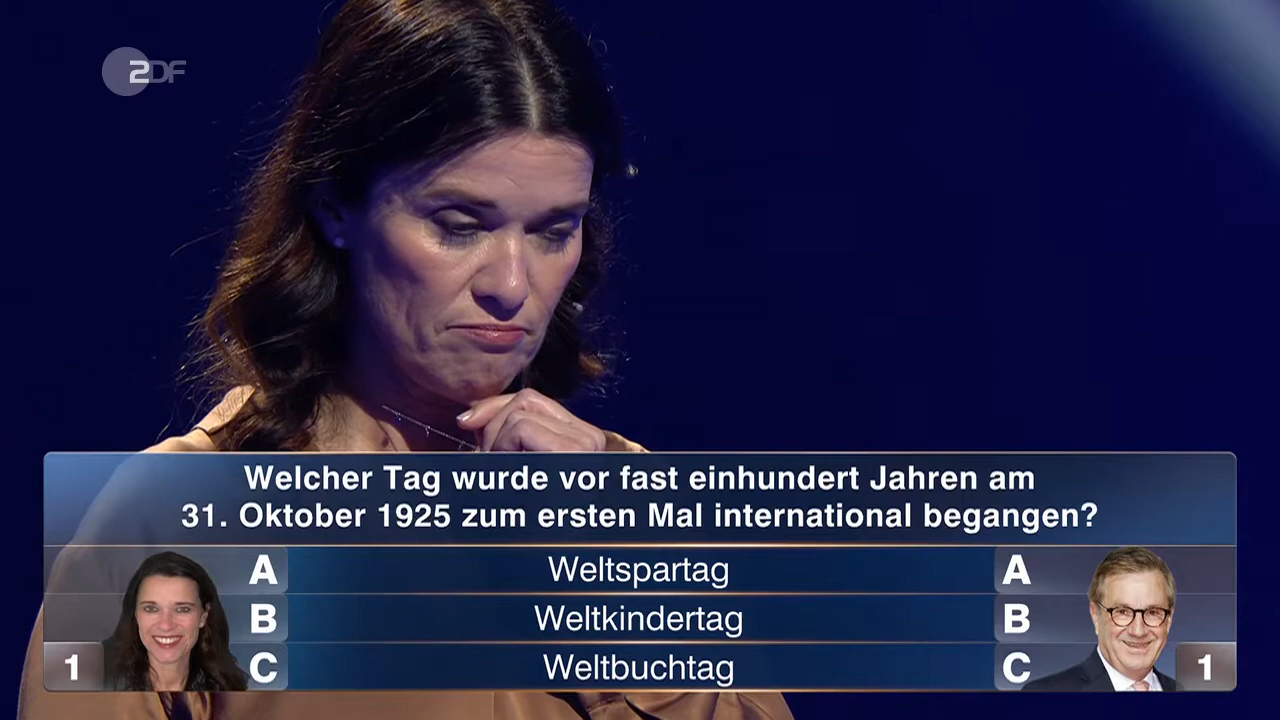 ZDF
Welcher Tag wurde vor fast einhundert Jahren am
31. Oktober 1925 zum ersten Mal international begangen?
A Weltspartag A
B Weltkindertag B
1 C Weltbuchtag C 1